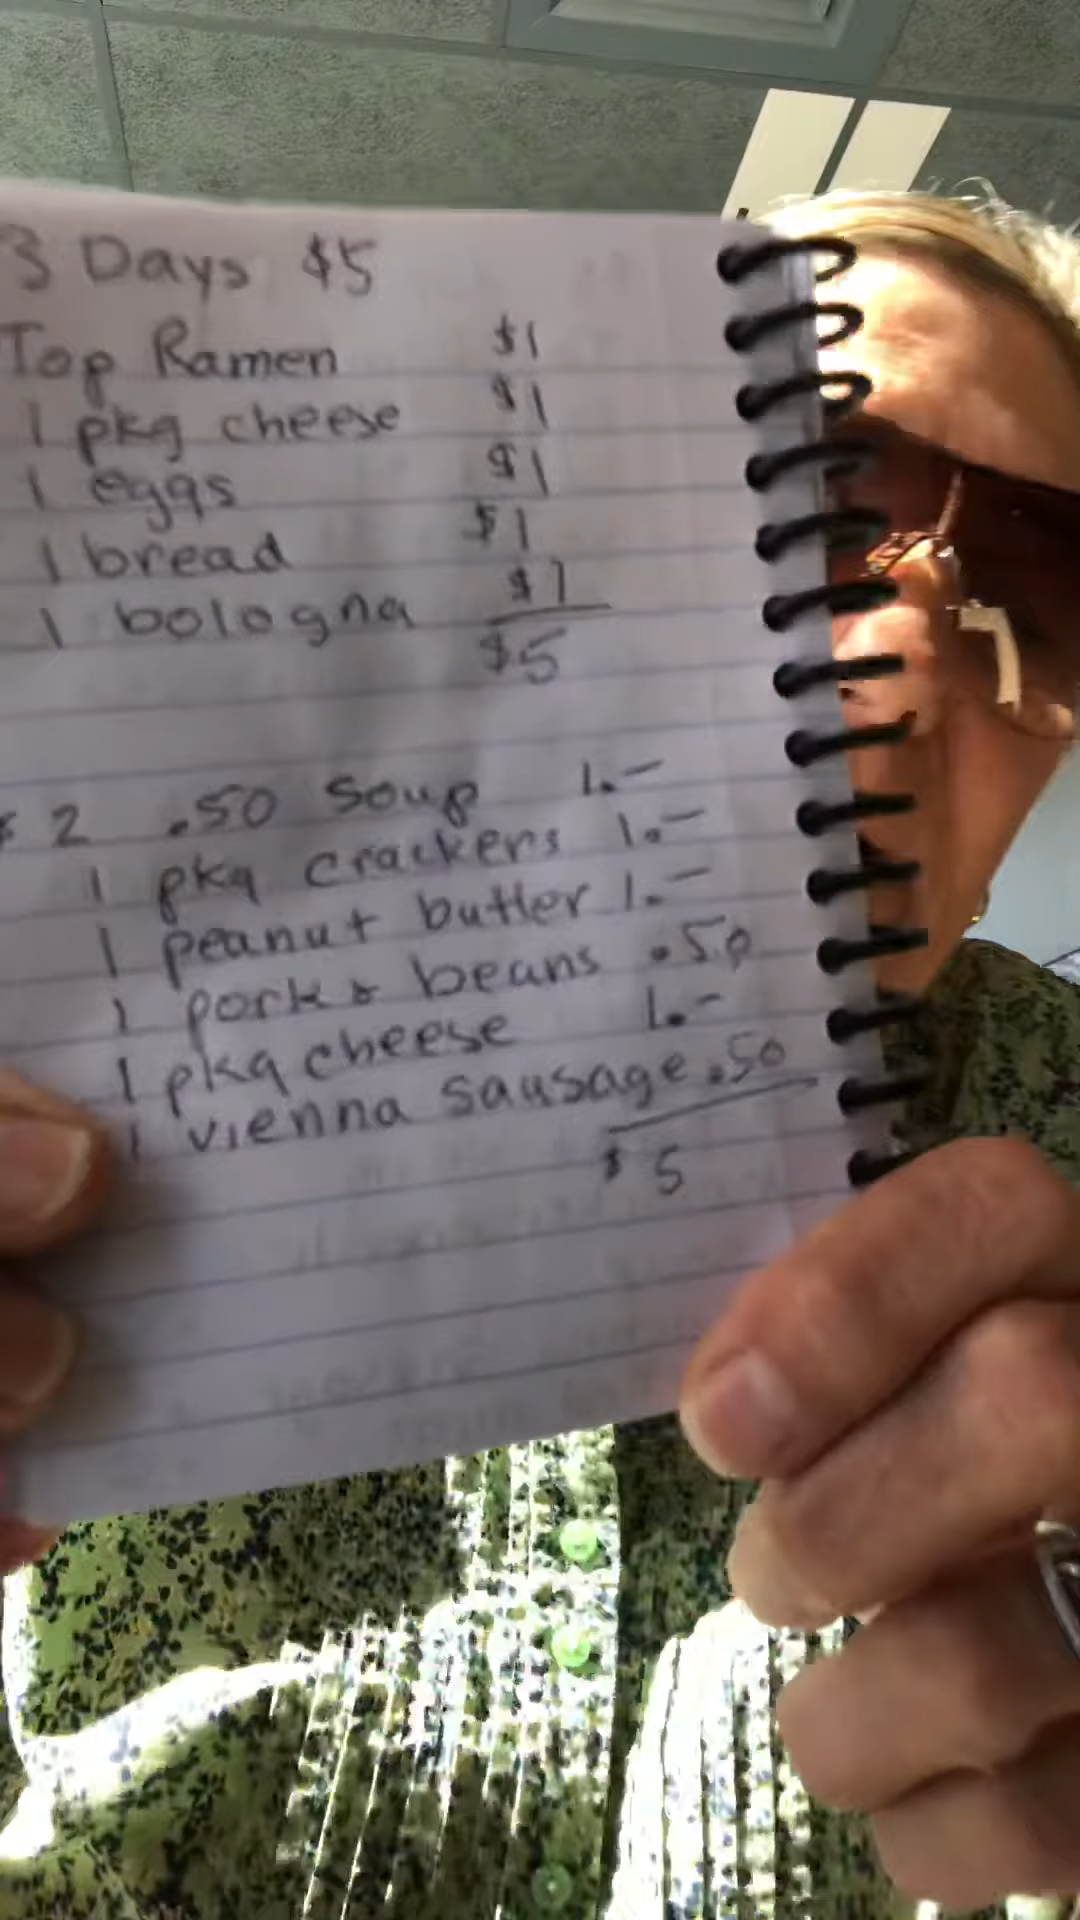 3 Days $5
Top Ramen $1
1 pkg cheese $1
1 eggs $1
1 bread $1
1 bologna $1
$5
2 .50 soup 1.-
1 pkg crackers 1.-
1 peanut butter 1.-
1 pork & beans .50
1 pkg cheese 1.-
1 vienna sausage .50
$5